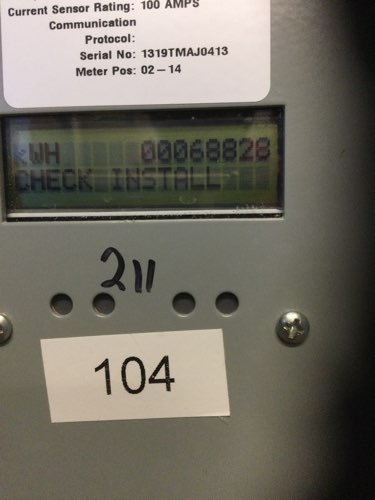 Current Sensor Rating: 100 AMPS
Communication
Protocol:
Serial No: 1319TMAJ0413
Meter Pos: 02-14
KWH 00068828
CHECK INSTALL
211
104